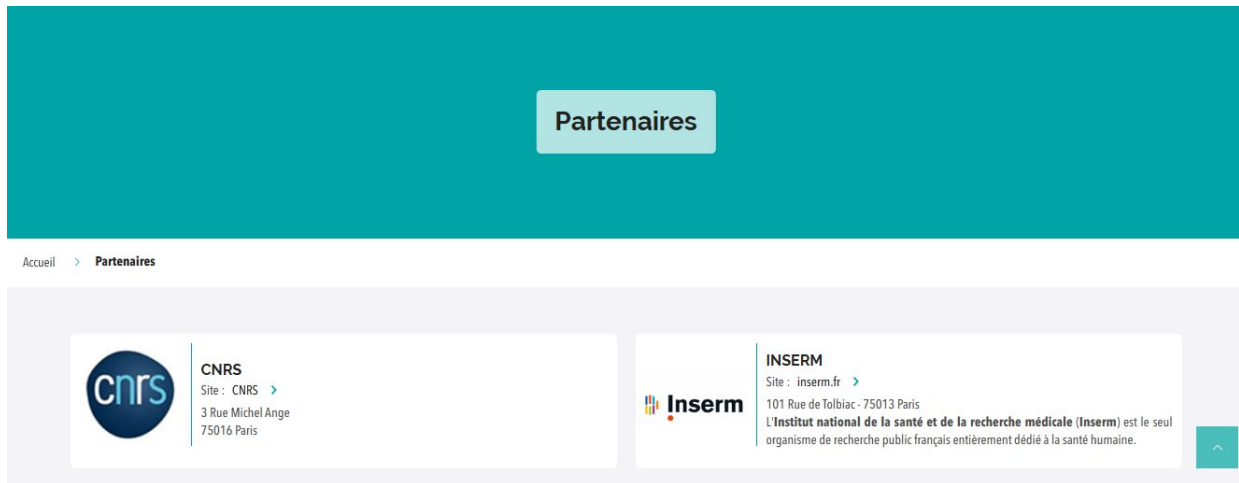 Partenaires
Accueil > Partenaires
cnrs
CNRS
Site : CNRS >
3 Rue Michel Ange
75016 Paris
Inserm
INSERM
Site : inserm.fr >
101 Rue de Tolbiac - 75013 Paris
L'Institut national de la santé et de la recherche médicale (Inserm) est le seul
organisme de recherche public français entièrement dédié à la santé humaine.